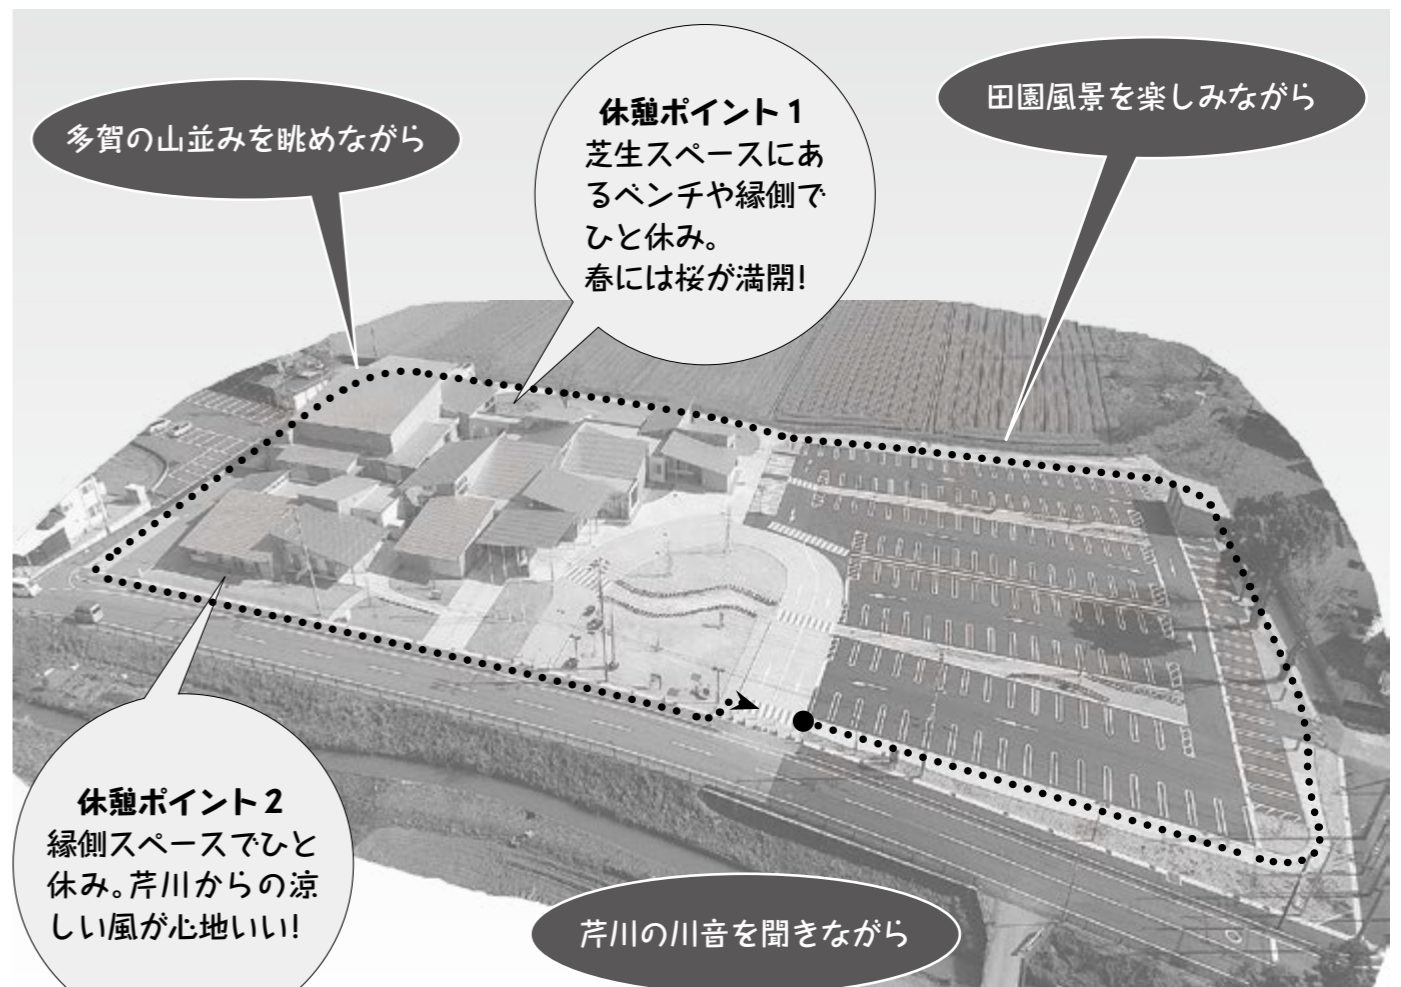 多賀の山並みを眺めながら
休憩ポイント1
芝生スペースにあ
るベンチや縁側で
ひと休み。
春には桜が満開!
田園風景を楽しみながら
休憩ポイント2
縁側スペースでひと
休み。芹川からの涼
しい風が心地いい!
芹川の川音を聞きながら